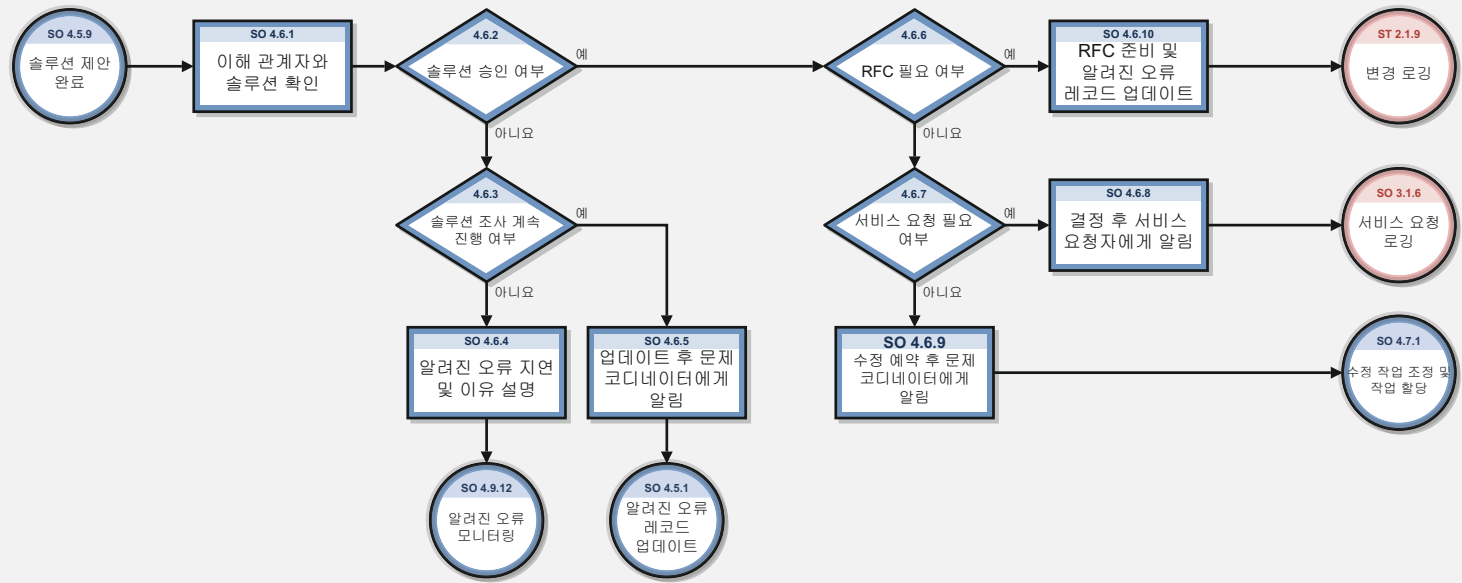 SO 4.5.9
솔루션 제안
완료
SO 4.6.1
이해 관계자와
솔루션 확인
4.6.2
솔루션 승인 여부
예
아니요
4.6.6
RFC 필요 여부
예
아니요
SO 4.6.10
RFC 준비 및
알려진 오류
레코드 업데이트
ST 2.1.9
변경 로깅
4.6.3
솔루션 조사 계속
진행 여부
예
아니요
4.6.7
서비스 요청 필요
여부
예
아니요
SO 4.6.8
결정 후 서비스
요청자에게 알림
SO 3.1.6
서비스 요청
로깅
SO 4.6.4
알려진 오류 지연
및 이유 설명
SO 4.6.5
업데이트 후 문제
코디네이터에게
알림
SO 4.6.9
수정 예약 후 문제
코디네이터에게
알림
SO 4.7.1
수정 작업 조정 및
작업 할당
SO 4.9.12
알려진 오류
모니터링
SO 4.5.1
알려진 오류
레코드
업데이트